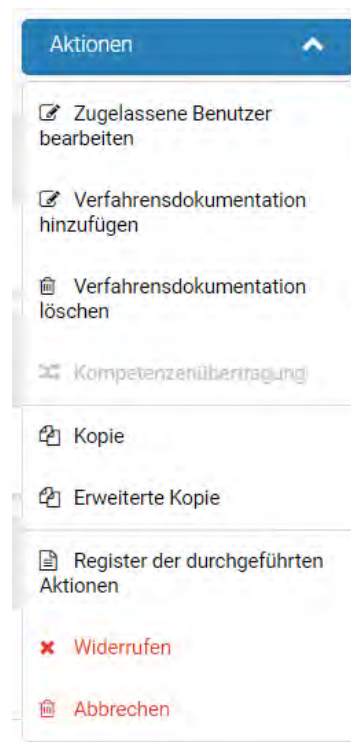 Aktionen
Zugelassene Benutzer
bearbeiten
Verfahrensdokumentation
hinzufügen
Verfahrensdokumentation
löschen
Kompetenzenübertragung
Kopie
Erweiterte Kopie
Register der durchgeführten
Aktionen
Widerrufen
Abbrechen